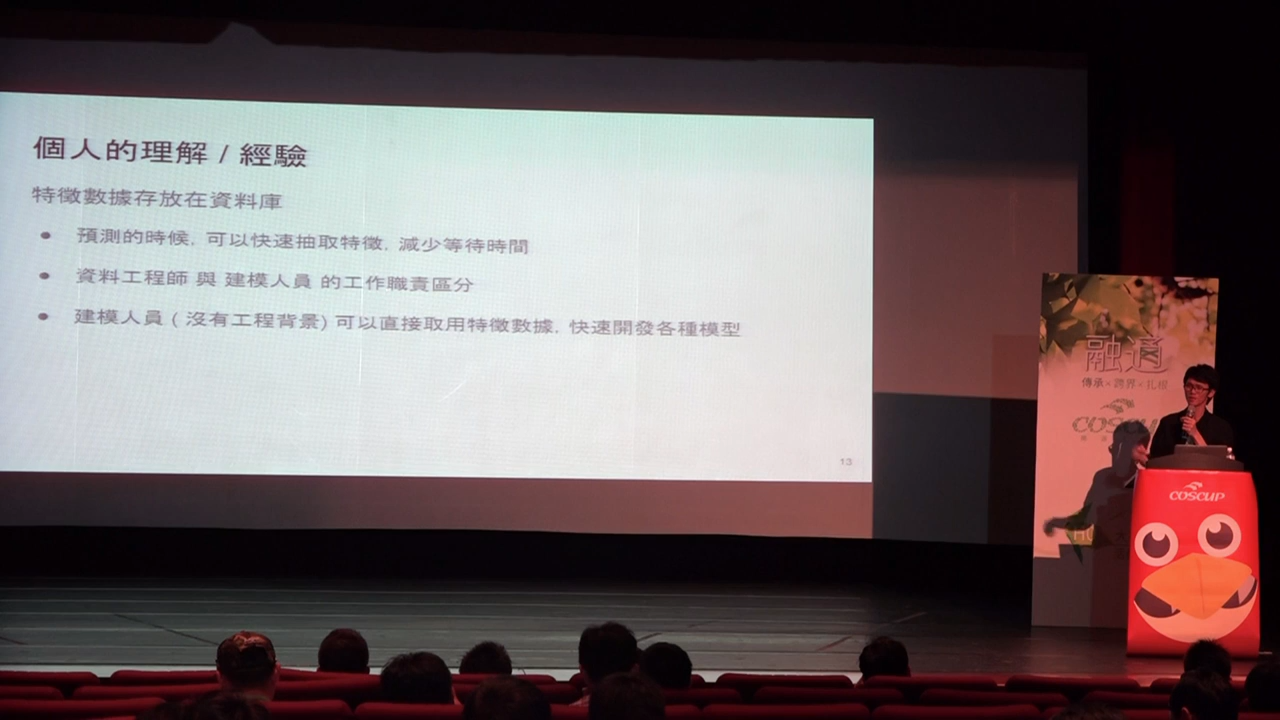 個人的理解 / 經驗
特徵數據存放在資料庫
● 預測的時候, 可以快速抽取特徵, 減少等待時間
● 資料工程師 與 建模人員 的工作職責區分
● 建模人員 ( 沒有工程背景) 可以直接取用特徵數據, 快速開發各種模型
13
融通
傳承 × 跨界 × 扎根
COSCUP
COSCUP